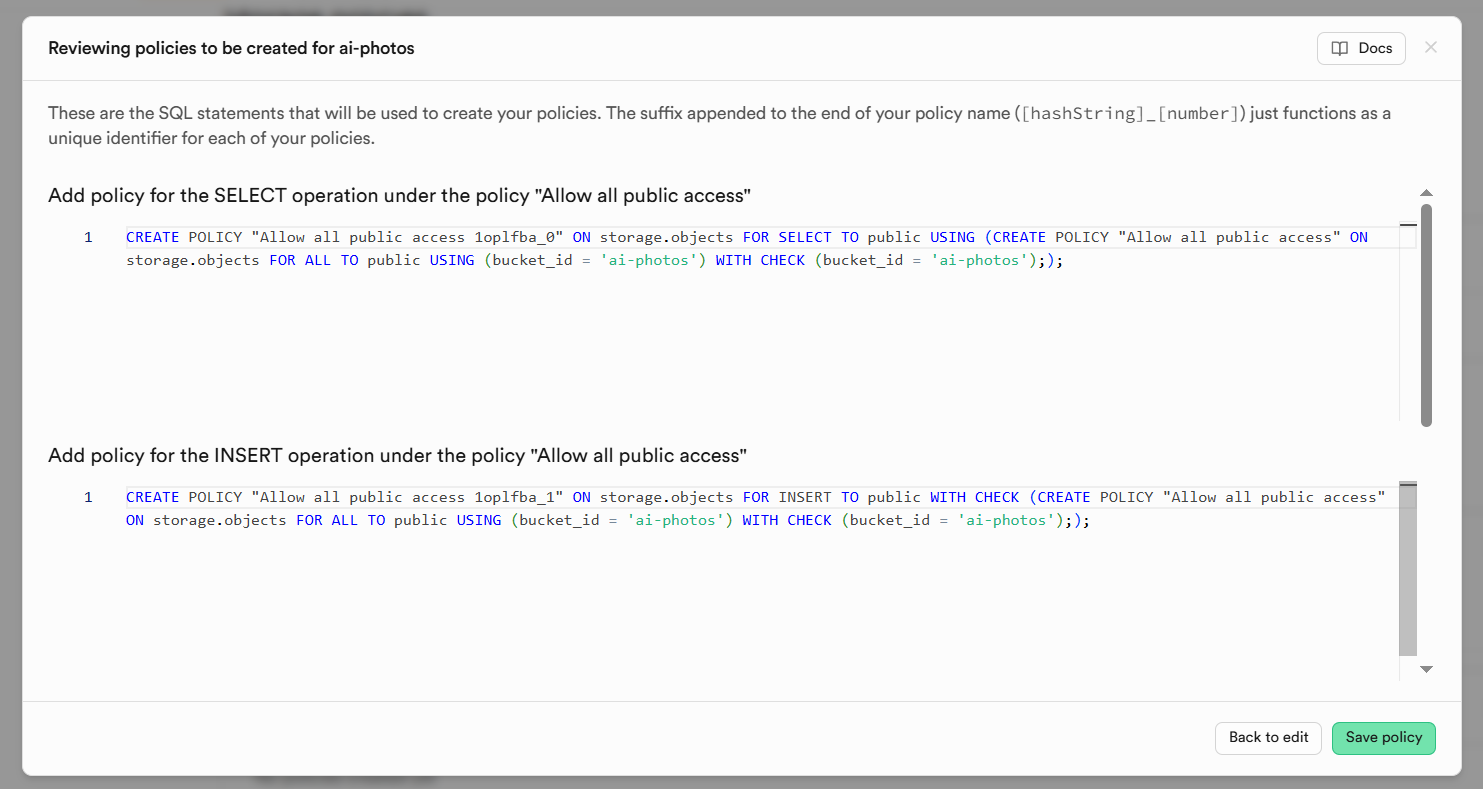 Reviewing policies to be created for ai-photos
Docs
These are the SQL statements that will be used to create your policies. The suffix appended to the end of your policy name ([hashString]_[number]) just functions as a
unique identifier for each of your policies.
Add policy for the SELECT operation under the policy "Allow all public access"
1 CREATE POLICY "Allow all public access 1oplfba_0" ON storage.objects FOR SELECT TO public USING (CREATE POLICY "Allow all public access" ON
storage.objects FOR ALL TO public USING (bucket_id = 'ai-photos') WITH CHECK (bucket_id = 'ai-photos'););
Add policy for the INSERT operation under the policy "Allow all public access"
1 CREATE POLICY "Allow all public access 1oplfba_1" ON storage.objects FOR INSERT TO public WITH CHECK (CREATE POLICY "Allow all public access"
ON storage.objects FOR ALL TO public USING (bucket_id = 'ai-photos') WITH CHECK (bucket_id = 'ai-photos'););
Back to edit
Save policy